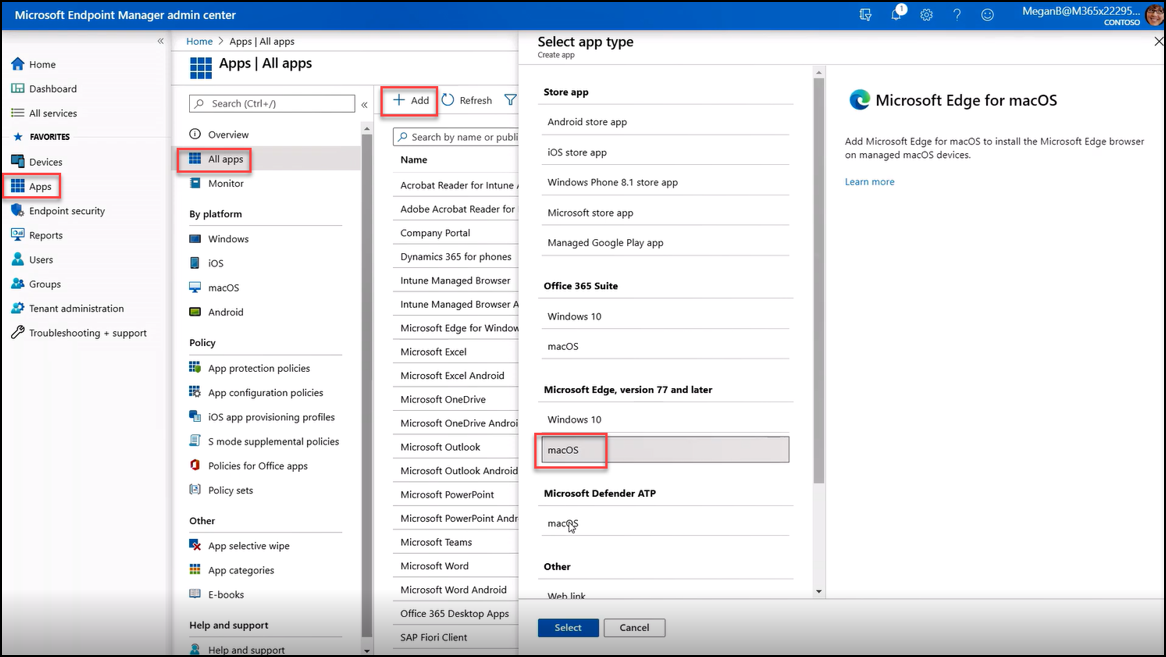 Microsoft Endpoint Manager admin center
1
MeganB@M365x22295...
CONTOSO
Home
Dashboard
All services
FAVORITES
Devices
Apps
Endpoint security
Reports
Users
Groups
Tenant administration
Troubleshooting + support
Home > Apps | All apps
Apps | All apps
Search (Ctrl+/)
Overview
All apps
Monitor
By platform
Windows
iOS
macOS
Android
Policy
App protection policies
App configuration policies
iOS app provisioning profiles
S mode supplemental policies
Policies for Office apps
Policy sets
Other
App selective wipe
App categories
E-books
Help and support
Help and support
+ Add
Refresh
Search by name or publi
Name
Acrobat Reader for Intune A
Adobe Acrobat Reader for
Company Portal
Dynamics 365 for phones
Intune Managed Browser
Intune Managed Browser A
Microsoft Edge for Window
Microsoft Excel
Microsoft Excel Android
Microsoft OneDrive
Microsoft OneDrive Androi
Microsoft Outlook
Microsoft Outlook Android
Microsoft PowerPoint
Microsoft PowerPoint Andr
Microsoft Teams
Microsoft Word
Microsoft Word Android
Office 365 Desktop Apps
SAP Fiori Client
Select app type
Create app
Store app
Android store app
iOS store app
Windows Phone 8.1 store app
Microsoft store app
Managed Google Play app
Office 365 Suite
Windows 10
macOS
Microsoft Edge, version 77 and later
Windows 10
macOS
Microsoft Defender ATP
macOS
Other
Web link
Select
Cancel
Microsoft Edge for macOS
Add Microsoft Edge for macOS to install the Microsoft Edge browser
on managed macOS devices.
Learn more